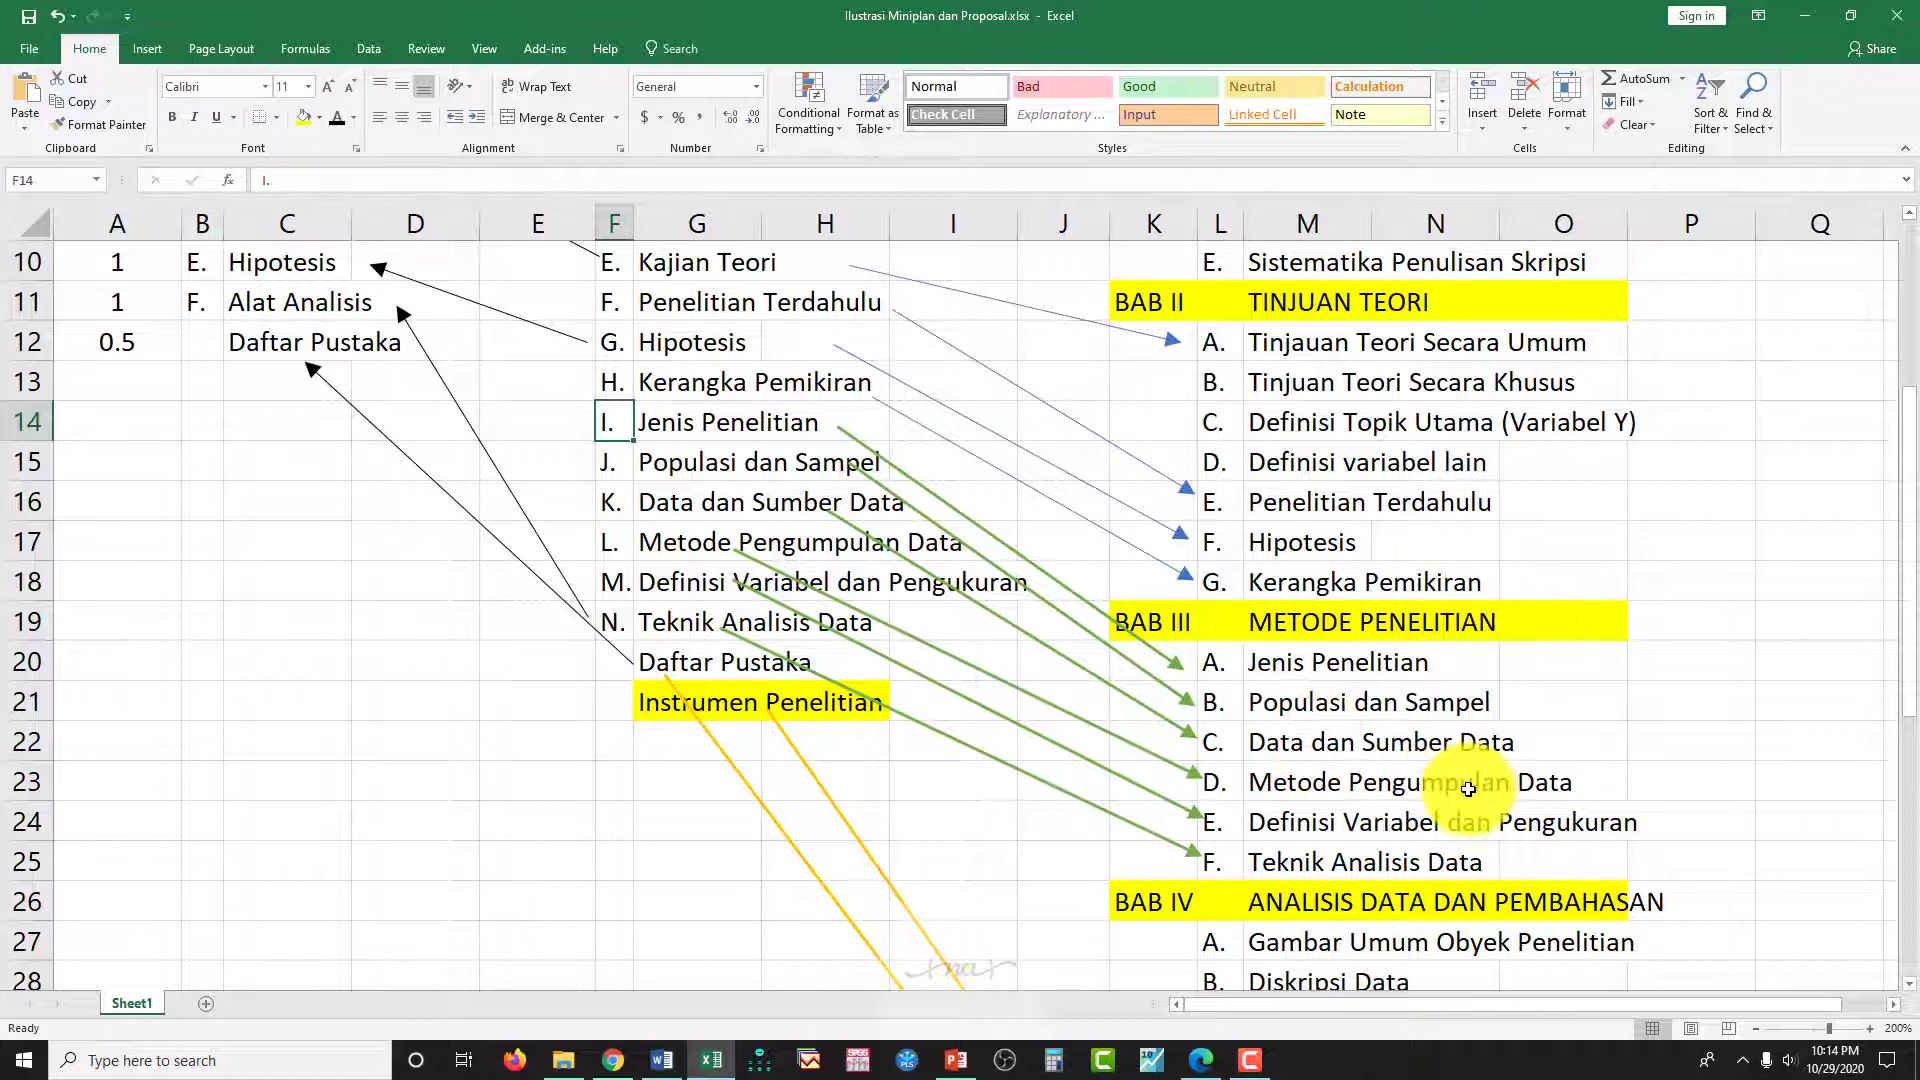 Ilustrasi Miniplan dan Proposal.xlsx - Excel
Sign in
File Home Insert Page Layout Formulas Data Review View Add-ins Help Search Share
Paste
Cut
Copy
Format Painter
Clipboard
Calibri 11
B I U
Font
Wrap Text
Merge & Center
Alignment
General
$ %
Number
Conditional Formatting
Format as Table
Normal Bad Good Neutral Calculation
Check Cell Explanatory ... Input Linked Cell Note
Styles
Insert Delete Format
Cells
AutoSum
Fill
Clear
Sort & Filter
Find & Select
Editing
F14 fx I.
A B C D E F G H I J K L M N O P Q
10 1 E. Hipotesis E. Kajian Teori E. Sistematika Penulisan Skripsi
11 1 F. Alat Analisis F. Penelitian Terdahulu BAB II TINJUAN TEORI
12 0.5 Daftar Pustaka G. Hipotesis A. Tinjauan Teori Secara Umum
13 H. Kerangka Pemikiran B. Tinjuan Teori Secara Khusus
14 I. Jenis Penelitian C. Definisi Topik Utama (Variabel Y)
15 J. Populasi dan Sampel D. Definisi variabel lain
16 K. Data dan Sumber Data E. Penelitian Terdahulu
17 L. Metode Pengumpulan Data F. Hipotesis
18 M. Definisi Variabel dan Pengukuran G. Kerangka Pemikiran
19 N. Teknik Analisis Data BAB III METODE PENELITIAN
20 Daftar Pustaka A. Jenis Penelitian
21 Instrumen Penelitian B. Populasi dan Sampel
22 C. Data dan Sumber Data
23 D. Metode Pengumpulan Data
24 E. Definisi Variabel dan Pengukuran
25 F. Teknik Analisis Data
26 BAB IV ANALISIS DATA DAN PEMBAHASAN
27 A. Gambar Umum Obyek Penelitian
28 B. Diskripsi Data
Sheet1
Ready
200%
Type here to search
10:14 PM
10/29/2020